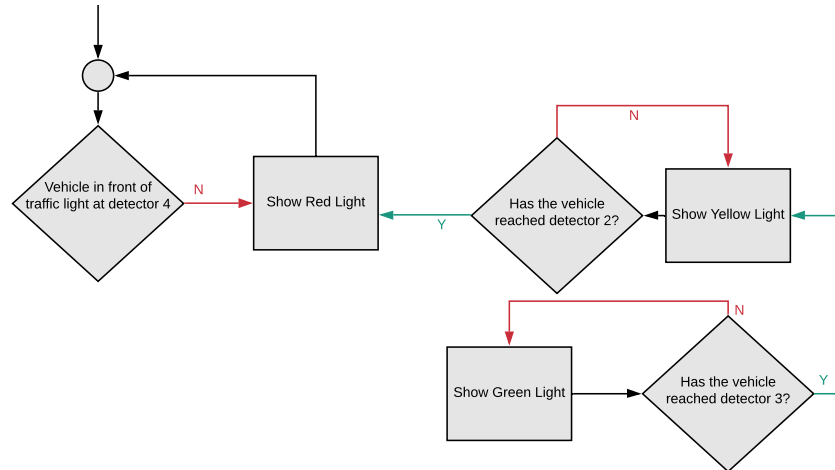 Vehicle in front of
traffic light at detector 4
N
Show Red Light
Y
Has the vehicle
reached detector 2?
N
Show Yellow Light
Show Green Light
N
Has the vehicle
reached detector 3?
Y